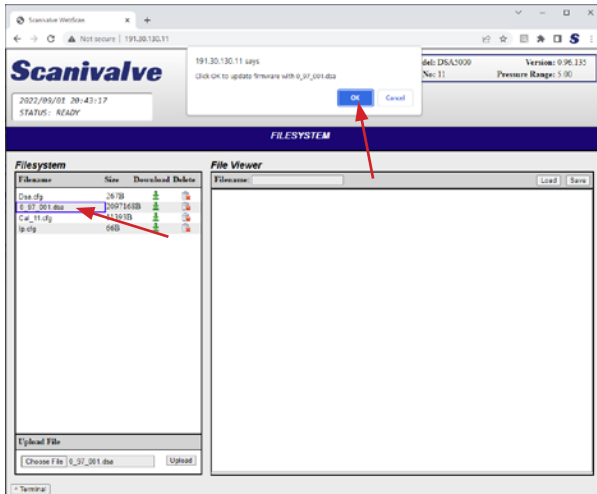 Scanivalve WebScan
Not secure | 191.30.130.11
191.30.130.11 says
Click OK to update firmware with 0_97_001.dsa
OK Cancel
Scanivalve
del: DSA5000 Version: 0.96.135
No: 11 Pressure Range: 5.00
2022/09/01 20:43:17
STATUS: READY
FILESYSTEM
Filesystem
Filename Size Download Delete
Dsa.cfg 267B
0_97_001.dsa 2097168B
Cal_11.cfg 11393B
Ip.cfg 66B
File Viewer
Filename: Load Save
Upload File
Choose File 0_97_001.dsa Upload
Terminal